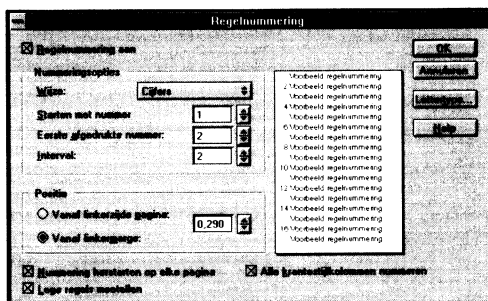 Regelnummering
Regelnummering aan
Nummeringsopties
Wijze: Cijfers
Starten met nummer 1
Eerste afgedrukte nummer: 2
Interval: 2
Positie
Vanaf linkerzijde pagina:
0,290
Vanaf linkermarge:
Nummering herstarten op elke pagina
Alle krantestijlkolommen nummeren
Lege regels meetellen
Voorbeeld regelnummering
2 Voorbeeld regelnummering
Voorbeeld regelnummering
4 Voorbeeld regelnummering
Voorbeeld regelnummering
6 Voorbeeld regelnummering
Voorbeeld regelnummering
8 Voorbeeld regelnummering
Voorbeeld regelnummering
10 Voorbeeld regelnummering
Voorbeeld regelnummering
12 Voorbeeld regelnummering
Voorbeeld regelnummering
14 Voorbeeld regelnummering
Voorbeeld regelnummering
16 Voorbeeld regelnummering
Voorbeeld regelnummering
OK
Annuleren
Lettertype...
Help